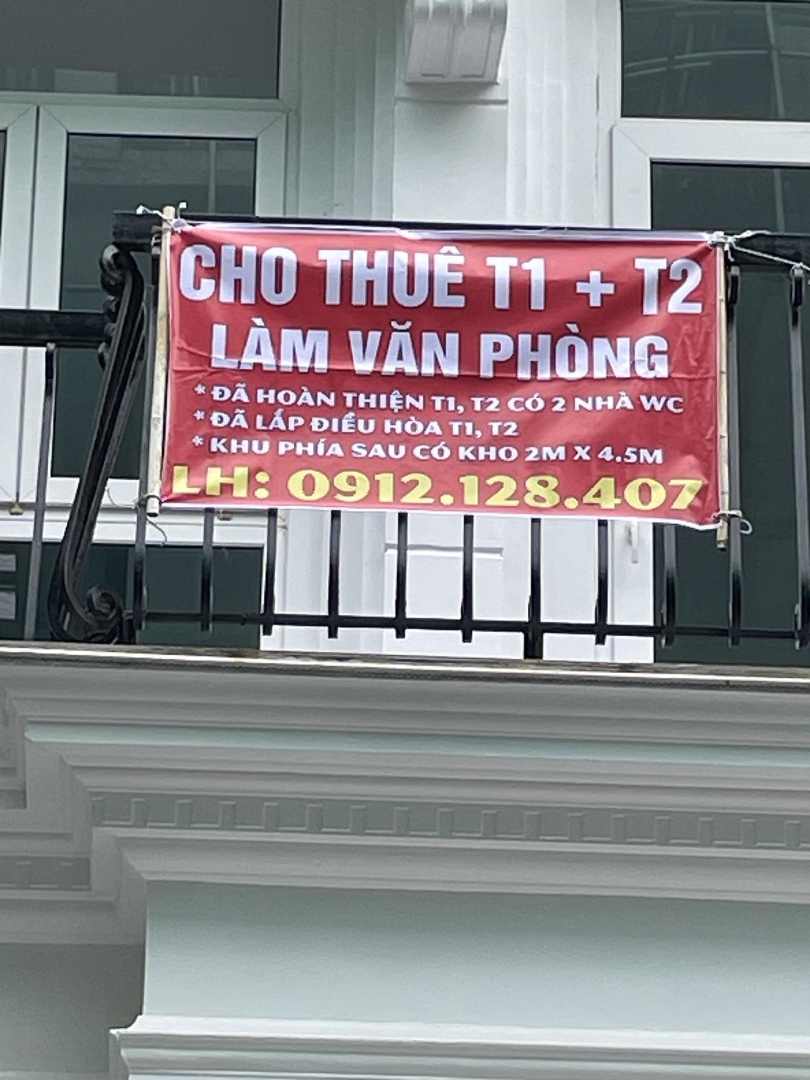 CHO THUÊ T1 + T2
LÀM VĂN PHÒNG
* ĐÃ HOÀN THIỆN T1, T2 CÓ 2 NHÀ WC
* ĐÃ LẮP ĐIỀU HÒA T1, T2
* KHU PHÍA SAU CÓ KHO 2M X 4.5M
LH: 0912.128.407